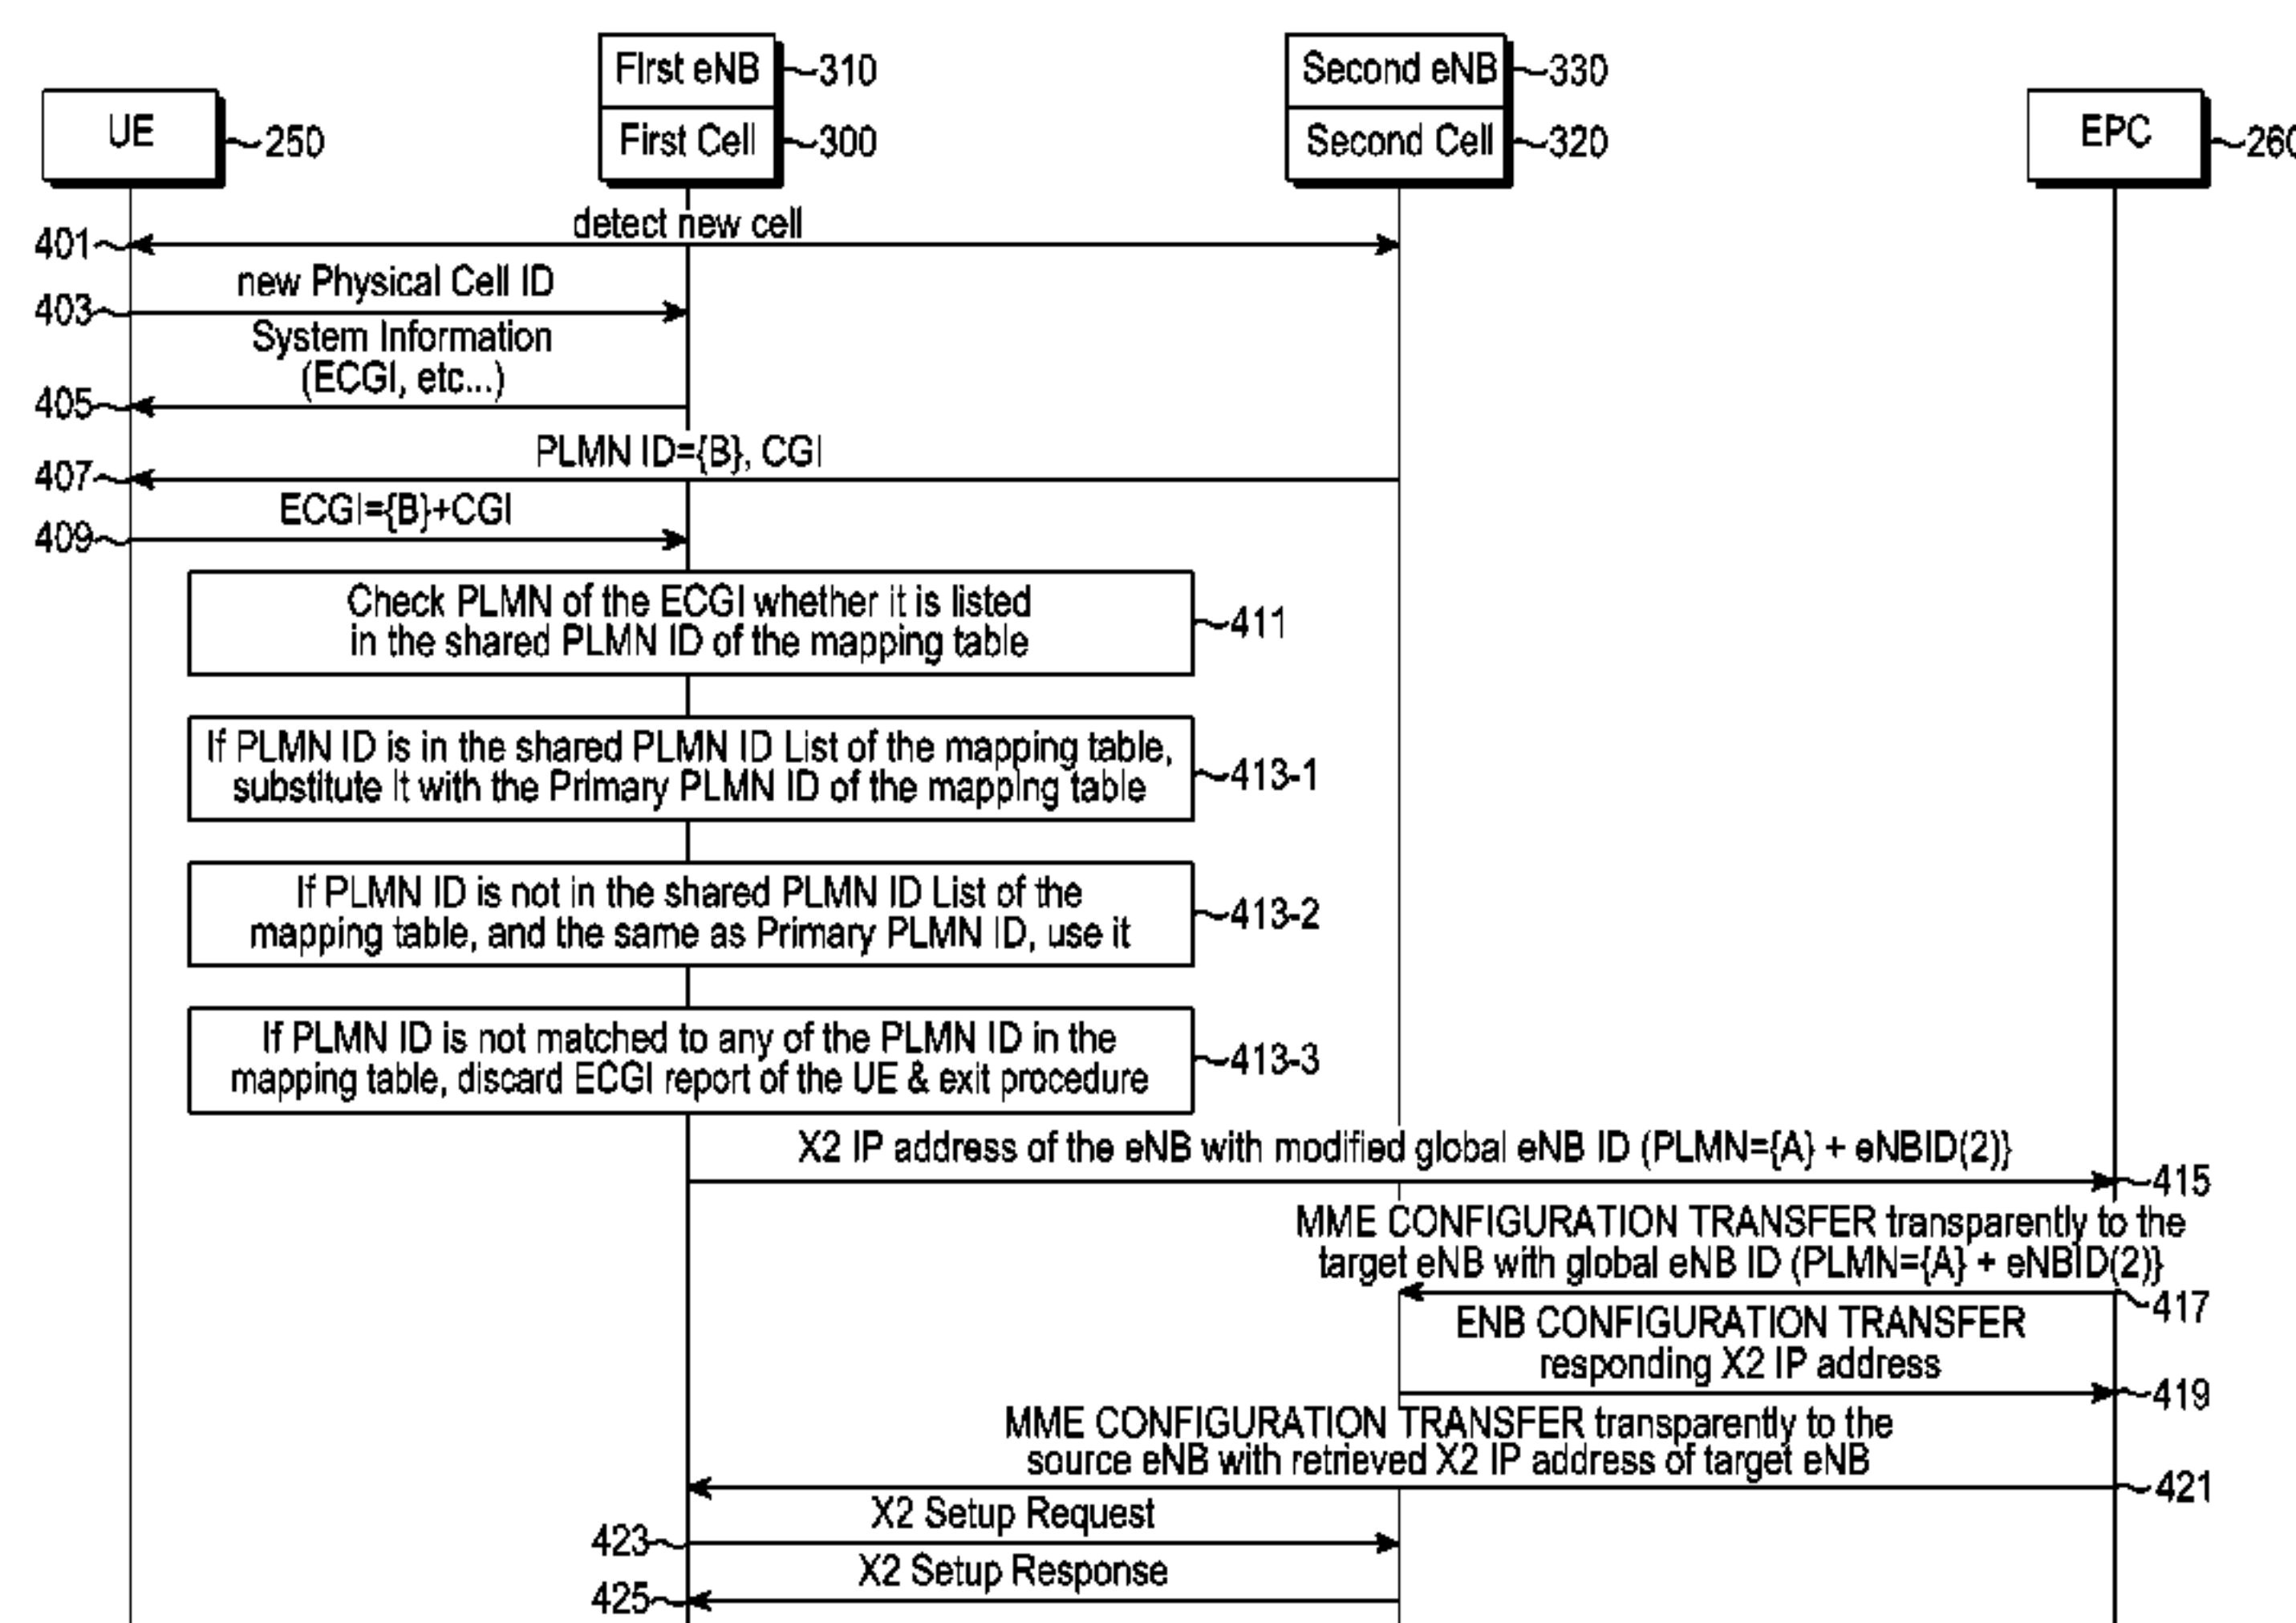 First eNB
310
Second eNB
330
UE
250
First Cell
300
Second Cell
320
EPC
260
detect new cell
401
new Physical Cell ID
403
System Information
(ECGI, etc...)
405
PLMN ID={B}, CGI
407
ECGI={B}+CGI
409
Check PLMN of the ECGI whether it is listed
in the shared PLMN ID of the mapping table
411
If PLMN ID is in the shared PLMN ID List of the mapping table,
substitute it with the Primary PLMN ID of the mapping table
413-1
If PLMN ID is not in the shared PLMN ID List of the
mapping table, and the same as Primary PLMN ID, use it
413-2
If PLMN ID is not matched to any of the PLMN ID in the
mapping table, discard ECGI report of the UE & exit procedure
413-3
X2 IP address of the eNB with modified global eNB ID (PLMN={A} + eNBID(2)}
415
MME CONFIGURATION TRANSFER transparently to the
target eNB with global eNB ID (PLMN={A} + eNBID(2)}
417
ENB CONFIGURATION TRANSFER
responding X2 IP address
419
MME CONFIGURATION TRANSFER transparently to the
source eNB with retrieved X2 IP address of target eNB
421
X2 Setup Request
423
X2 Setup Response
425